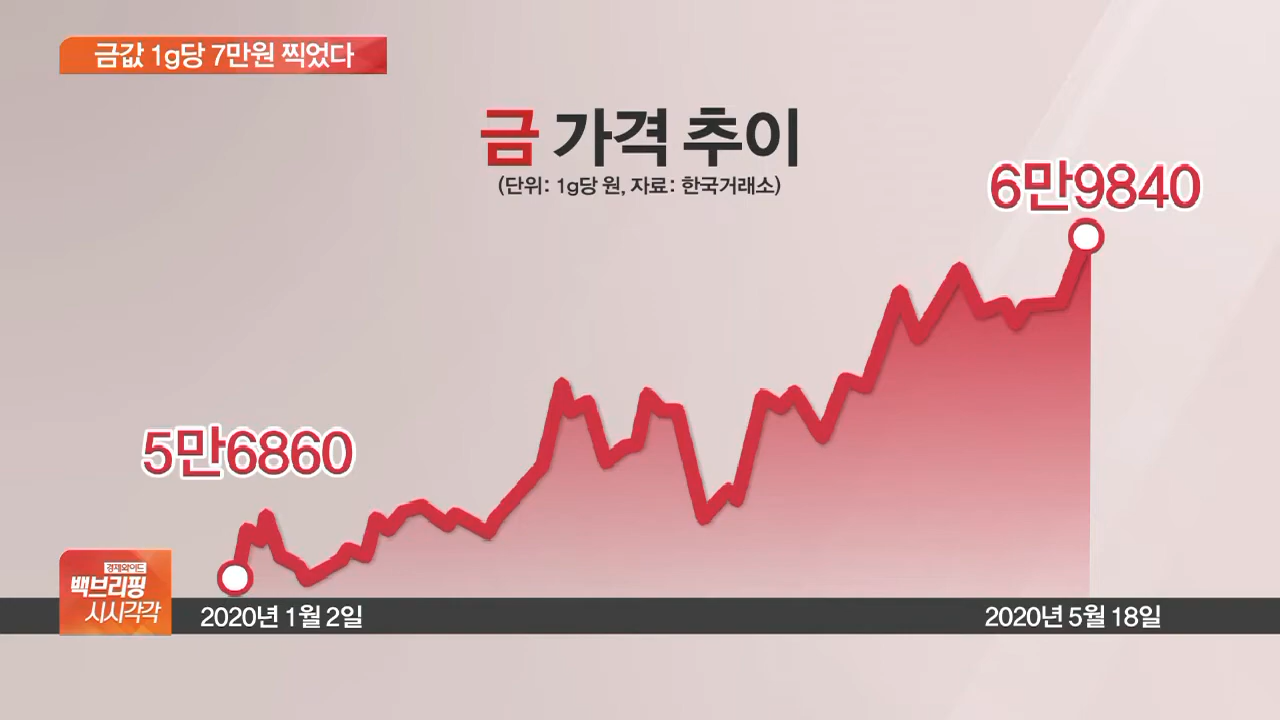 금값 1g당 7만원 찍었다
금 가격 추이
(단위: 1g당 원, 자료: 한국거래소)
6만9840
5만6860
경제와이드
백브리핑
시시각각
2020년 1월 2일
2020년 5월 18일